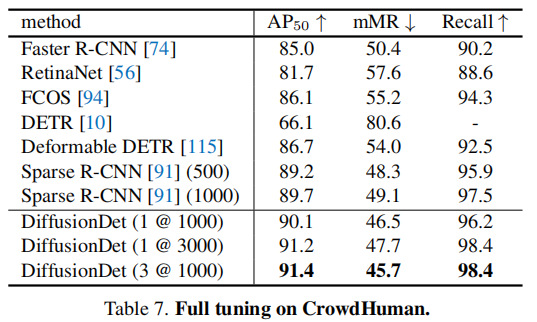 method AP50 ↑ mMR ↓ Recall ↑
Faster R-CNN [74] 85.0 50.4 90.2
RetinaNet [56] 81.7 57.6 88.6
FCOS [94] 86.1 55.2 94.3
DETR [10] 66.1 80.6 -
Deformable DETR [115] 86.7 54.0 92.5
Sparse R-CNN [91] (500) 89.2 48.3 95.9
Sparse R-CNN [91] (1000) 89.7 49.1 97.5
DiffusionDet (1 @ 1000) 90.1 46.5 96.2
DiffusionDet (1 @ 3000) 91.2 47.7 98.4
DiffusionDet (3 @ 1000) 91.4 45.7 98.4
Table 7. Full tuning on CrowdHuman.